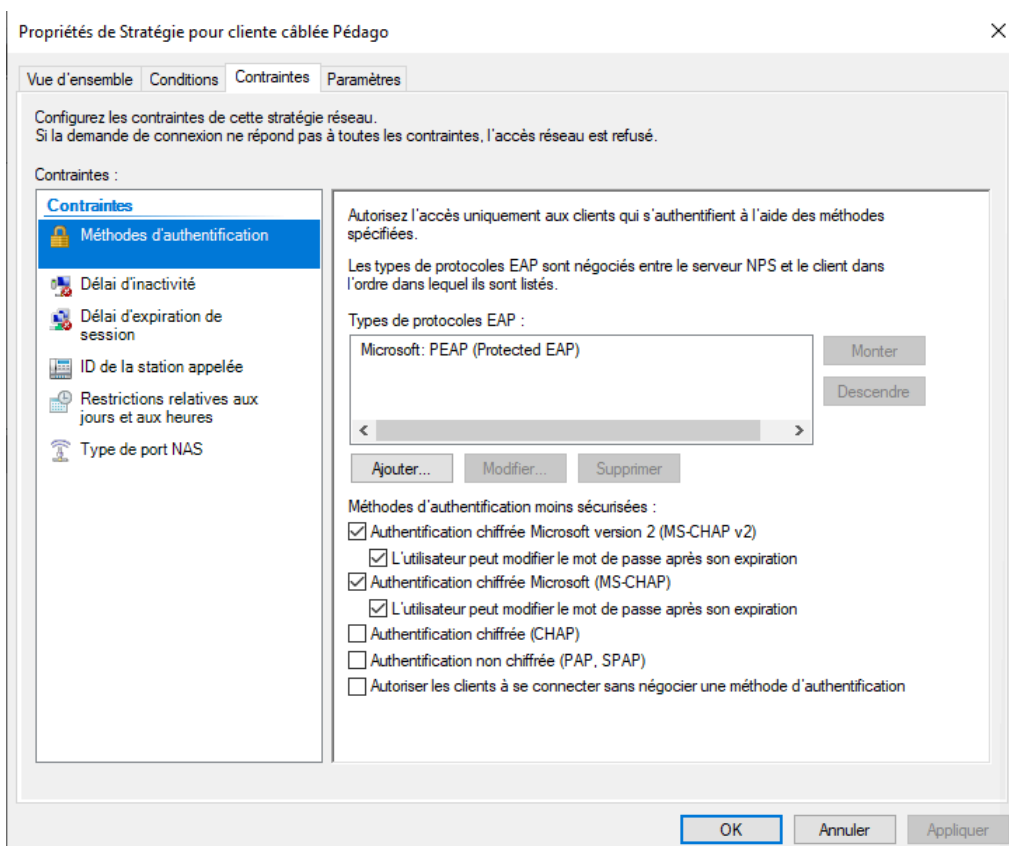 Propriétés de Stratégie pour cliente câblée Pédago
Vue d'ensemble Conditions Contraintes Paramètres
Configurez les contraintes de cette stratégie réseau.
Si la demande de connexion ne répond pas à toutes les contraintes, l'accès réseau est refusé.
Contraintes :
Contraintes
Méthodes d'authentification
Délai d'inactivité
Délai d'expiration de
session
ID de la station appelée
Restrictions relatives aux
jours et aux heures
Type de port NAS
Autorisez l'accès uniquement aux clients qui s'authentifient à l'aide des méthodes
spécifiées.
Les types de protocoles EAP sont négociés entre le serveur NPS et le client dans
l'ordre dans lequel ils sont listés.
Types de protocoles EAP :
Microsoft: PEAP (Protected EAP)
Monter
Descendre
Ajouter... Modifier... Supprimer
Méthodes d'authentification moins sécurisées :
Authentification chiffrée Microsoft version 2 (MS-CHAP v2)
L'utilisateur peut modifier le mot de passe après son expiration
Authentification chiffrée Microsoft (MS-CHAP)
L'utilisateur peut modifier le mot de passe après son expiration
Authentification chiffrée (CHAP)
Authentification non chiffrée (PAP, SPAP)
Autoriser les clients à se connecter sans négocier une méthode d'authentification
OK Annuler Appliquer